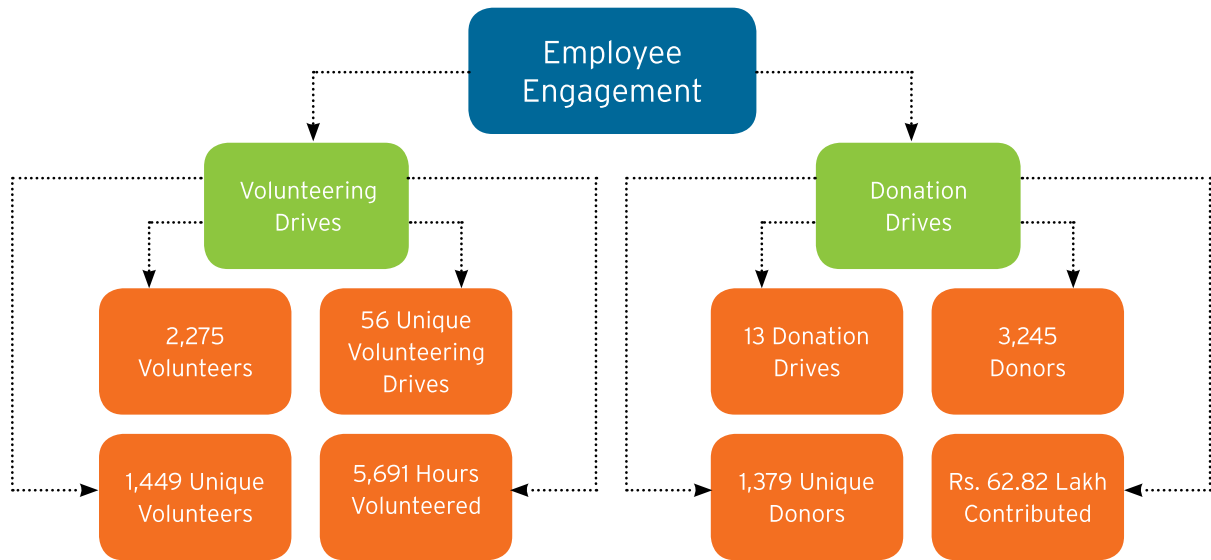 Employee
Engagement
Volunteering
Drives
Donation
Drives
2,275
Volunteers
56 Unique
Volunteering
Drives
13 Donation
Drives
3,245
Donors
1,449 Unique
Volunteers
5,691 Hours
Volunteered
1,379 Unique
Donors
Rs. 62.82 Lakh
Contributed